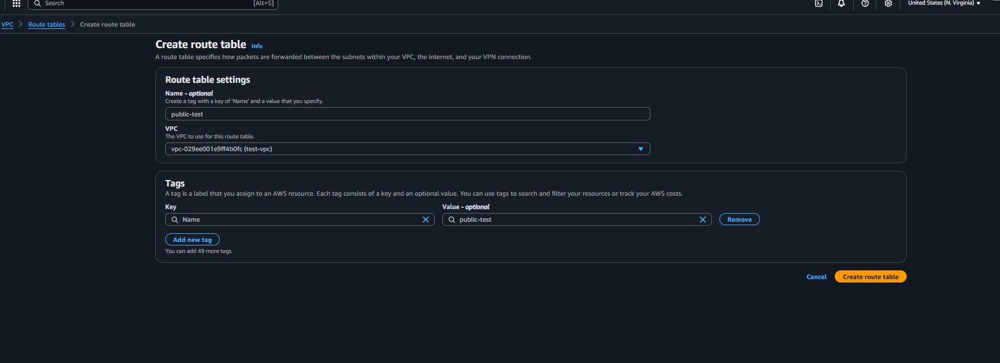 Search [Alt+S] United States (N. Virginia)
VPC > Route tables > Create route table
Create route table Info
A route table specifies how packets are forwarded between the subnets within your VPC, the internet, and your VPN connection.
Route table settings
Name - optional
Create a tag with a key of 'Name' and a value that you specify.
public-test
VPC
The VPC to use for this route table.
vpc-029ee001e9ff4b0fc (test-vpc)
Tags
A tag is a label that you assign to an AWS resource. Each tag consists of a key and an optional value. You can use tags to search and filter your resources or track your AWS costs.
Key Value - optional
Name public-test Remove
Add new tag
You can add 49 more tags.
Cancel Create route table